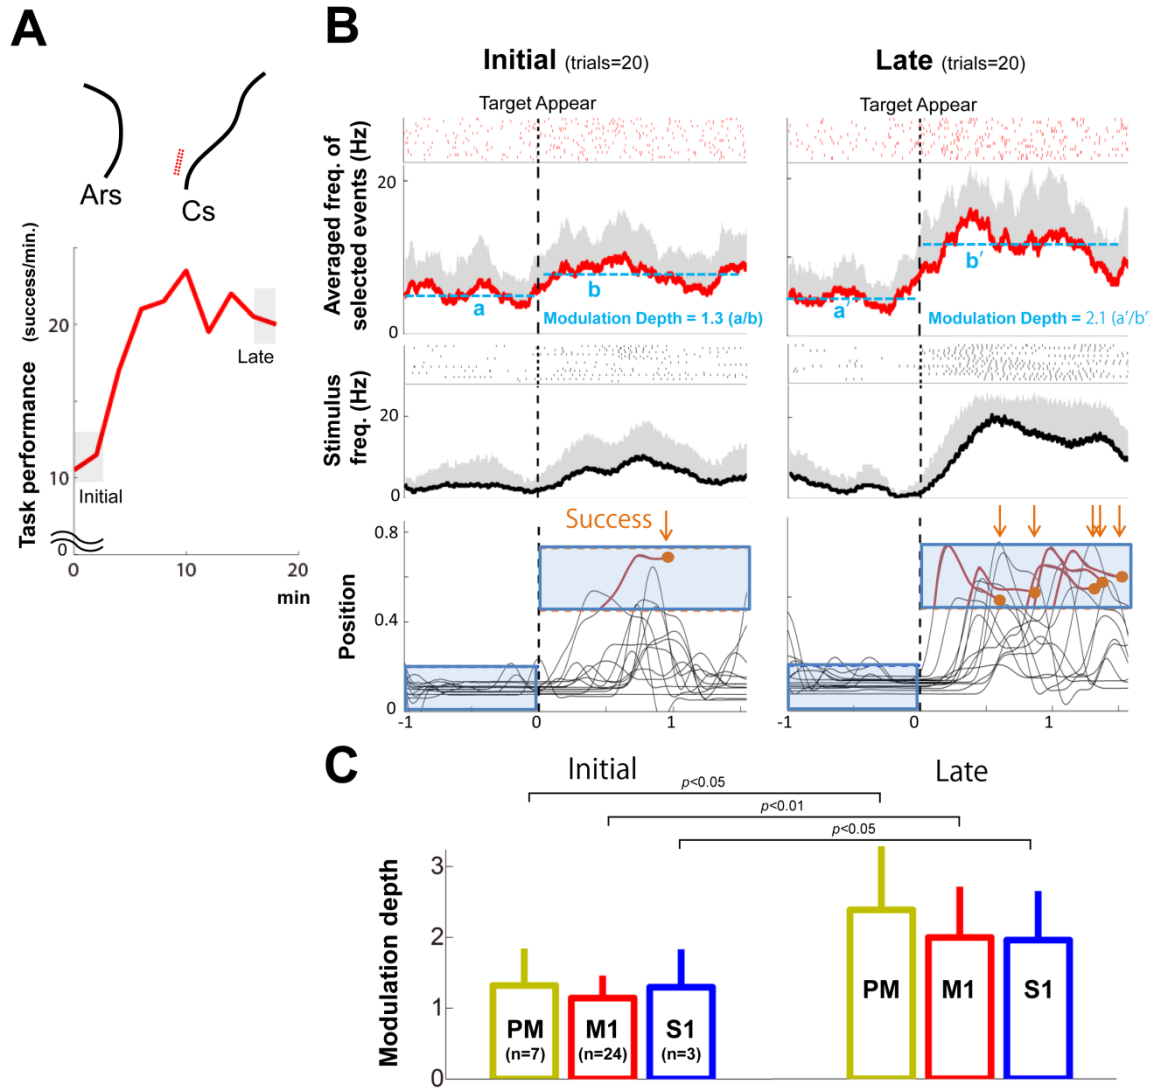 A
Ars
Cs
Task performance (success/min.)
20
10
0
Initial
Late
0
10
20
min
B
Initial (trials=20)
Late (trials=20)
Target Appear
Target Appear
Averaged freq. of
selected events (Hz)
20
0
a
b
Modulation Depth = 1.3 (a/b)
a′
b′
Modulation Depth = 2.1 (a′/b′)
Stimulus
freq. (Hz)
20
0
Position
0.8
0.4
0
Success
-1
0
1
-1
0
1
C
Initial
Late
p<0.05
p<0.01
p<0.05
Modulation depth
3
2
1
0
PM
(n=7)
M1
(n=24)
S1
(n=3)
PM
M1
S1